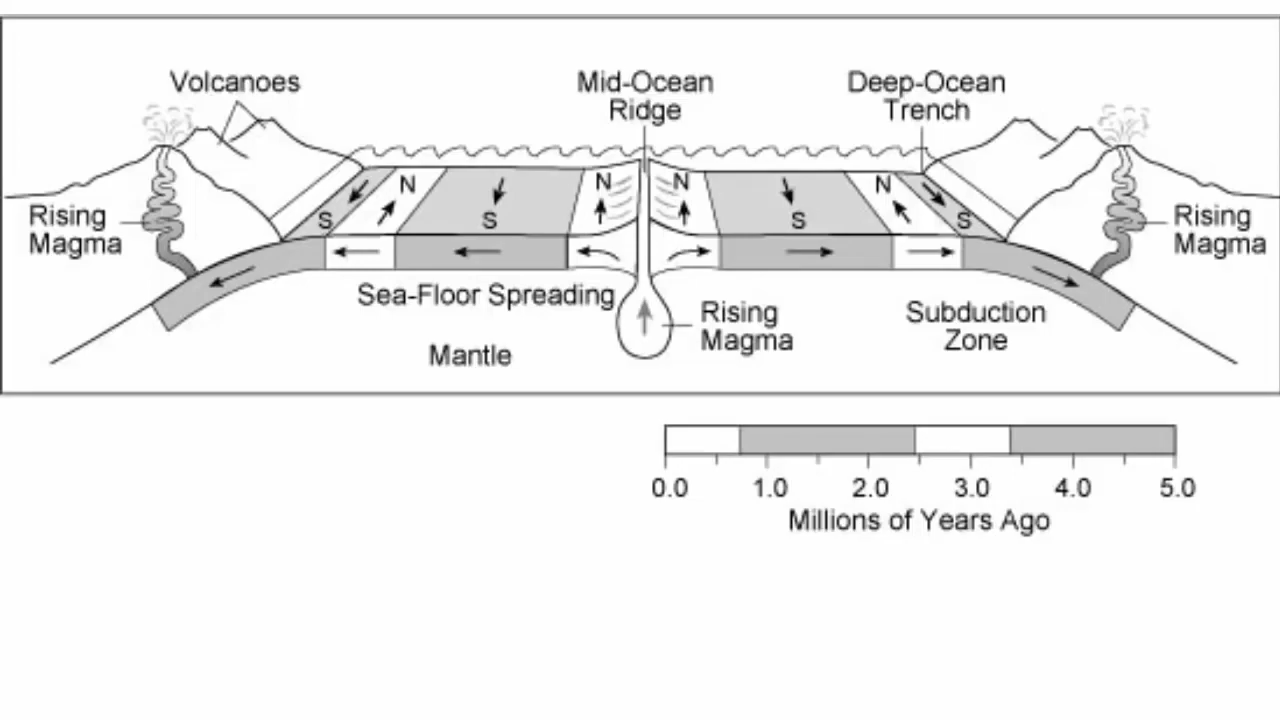 Volcanoes
Mid-Ocean
Ridge
Deep-Ocean
Trench
Rising
Magma
S
N
S
N
N
S
N
S
Rising
Magma
Sea-Floor Spreading
Mantle
Rising
Magma
Subduction
Zone
0.0 1.0 2.0 3.0 4.0 5.0
Millions of Years Ago